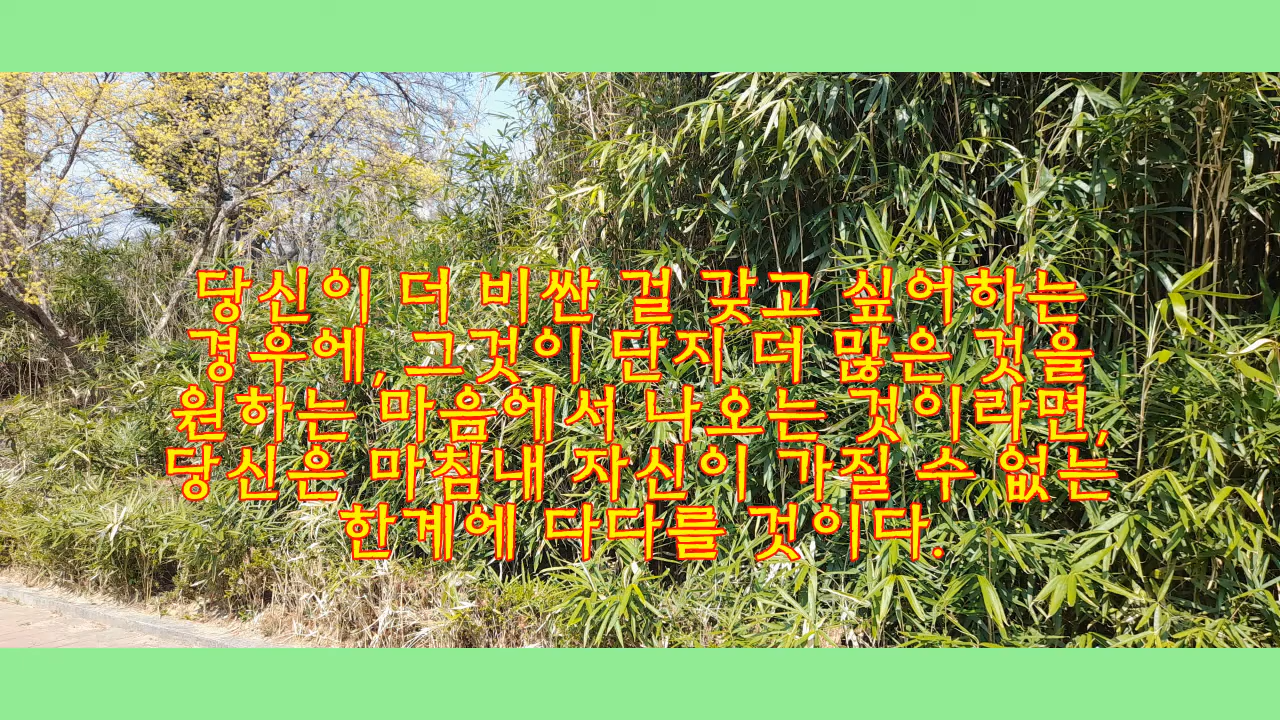 당신이 더 비싼 걸 갖고 싶어하는
경우에, 그것이 단지 더 많은 것을
원하는 마음에서 나오는 것이라면,
당신은 마침내 자신이 가질 수 없는
한계에 다다를 것이다.